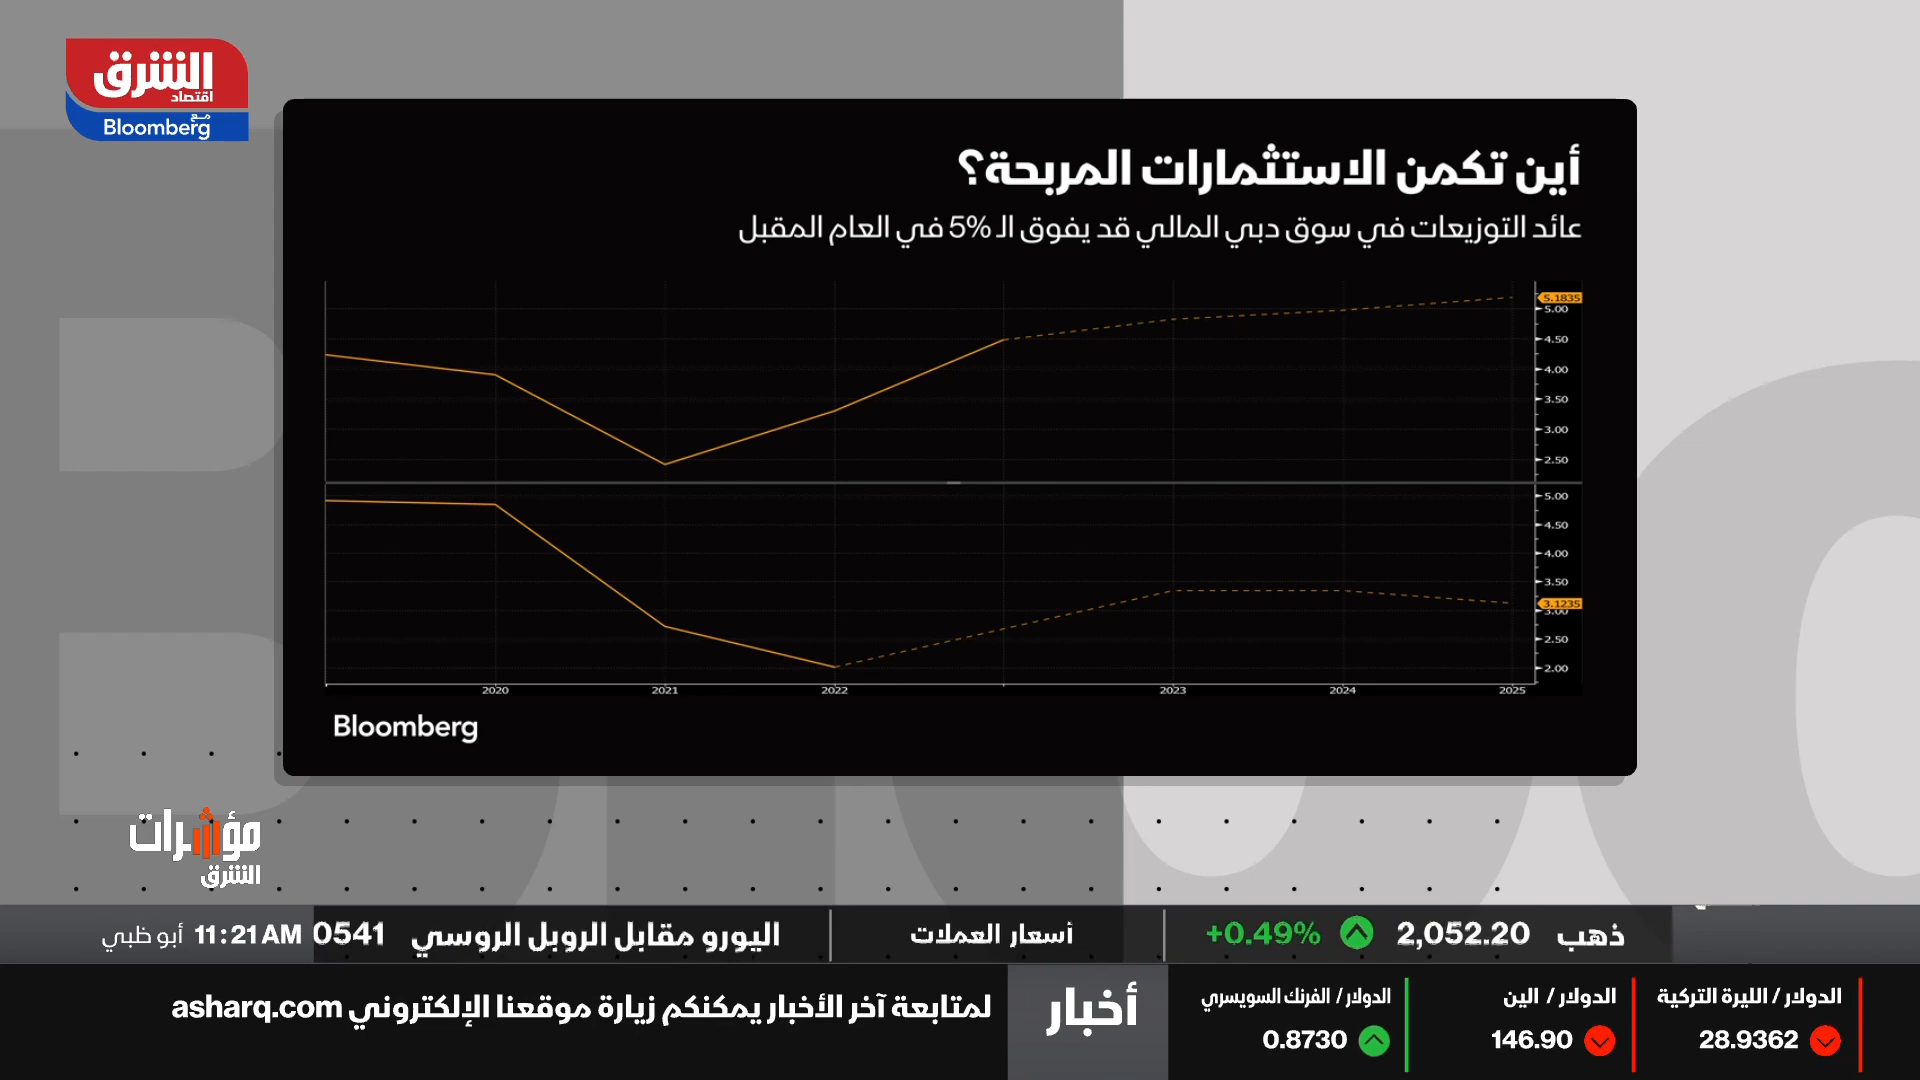 الشرق
اقتصاد
مع
Bloomberg
أين تكمن الاستثمارات المربحة؟
عائد التوزيعات في سوق دبي المالي قد يفوق الـ 5% في العام المقبل
5.1835
5.00
4.50
4.00
3.50
3.00
2.50
5.00
4.50
4.00
3.50
3.1235
3.00
2.50
2.00
2020
2021
2022
2023
2024
2025
Bloomberg
مؤشرات
الشرق
ذهب 2,052.20 +0.49%
أسعار العملات
اليورو مقابل الروبل الروسي 0541
11:21AM أبو ظبي
الدولار / الليرة التركية
28.9362
الدولار / الين
146.90
الدولار / الفرنك السويسري
0.8730
أخبار
لمتابعة آخر الأخبار يمكنكم زيارة موقعنا الإلكتروني asharq.com